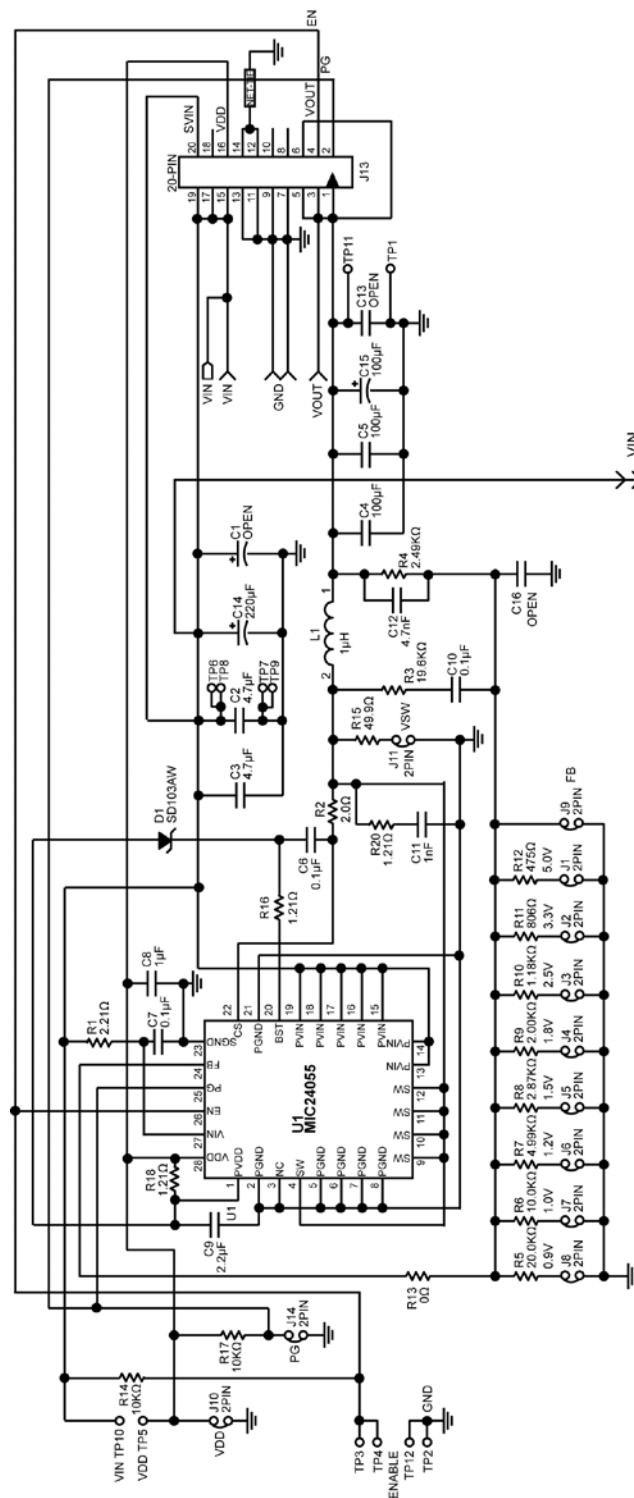 EN
PG
SVIN
VDD
VOUT
20-PIN
20
18
16
14
12
10
8
6
4
2
19
17
15
13
11
9
7
5
3
1
J13
VIN
VIN
GND
VOUT
TP11
TP1
C13
OPEN
C15
100µF
C5
100µF
C4
100µF
VIN
C1
OPEN
C14
220µF
TP6
TP8
TP7
TP9
C2
4.7µF
C3
4.7µF
L1
1µH
1
2
R4
2.49KΩ
C12
4.7nF
C16
OPEN
R3
19.6KΩ
C10
0.1µF
R15
49.9Ω
VSW
J11
2PIN
D1
SD103AW
R2
2.0Ω
C6
0.1µF
R20
1.21Ω
C11
1nF
R16
1.21Ω
C8
1µF
C7
0.1µF
R1
2.21Ω
U1
MIC24055
28
VDD
27
VIN
26
EN
25
PG
24
FB
23
SGND
22
CS
21
PGND
20
BST
19
PVIN
18
PVIN
17
PVIN
16
PVIN
15
PVIN
14
PVIN
13
PVIN
12
SW
11
SW
10
SW
9
SW
1
PVDD
2
PGND
3
NC
4
SW
5
PGND
6
PGND
7
PGND
8
PGND
R18
1.21Ω
C9
2.2µF
U1
FB
J9
2PIN
R12
475Ω
5.0V
J1
2PIN
R11
806Ω
3.3V
J2
2PIN
R10
1.18KΩ
2.5V
J3
2PIN
R9
2.00KΩ
1.8V
J4
2PIN
R8
2.87KΩ
1.5V
J5
2PIN
R7
4.99KΩ
1.2V
J6
2PIN
R6
10.0KΩ
1.0V
J7
2PIN
R5
20.0KΩ
0.9V
J8
2PIN
R13
0Ω
R17
10KΩ
J14
2PIN
PG
R14
10KΩ
VIN TP10
VDD TP5
J10
2PIN
VDD
TP3
TP4
ENABLE
TP12
TP2
GND